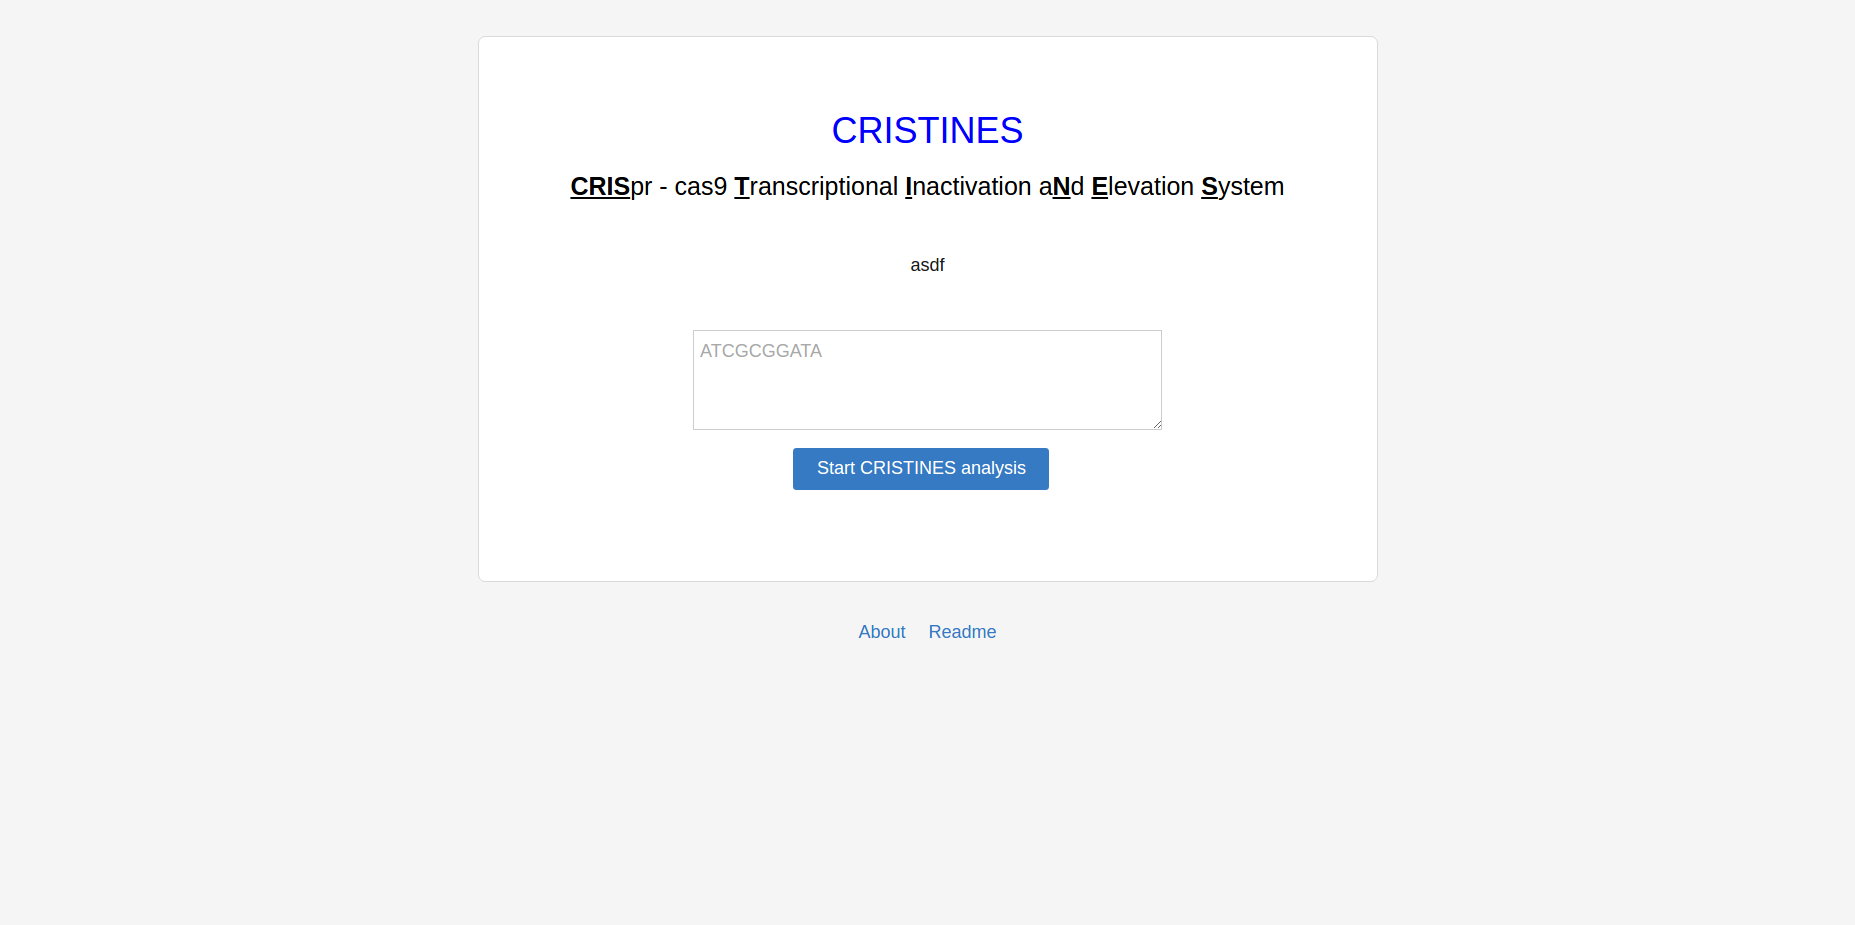 CRISTINES
CRISpr - cas9 Transcriptional Inactivation aNd Elevation System
asdf
ATCGCGGATA
Start CRISTINES analysis
About Readme